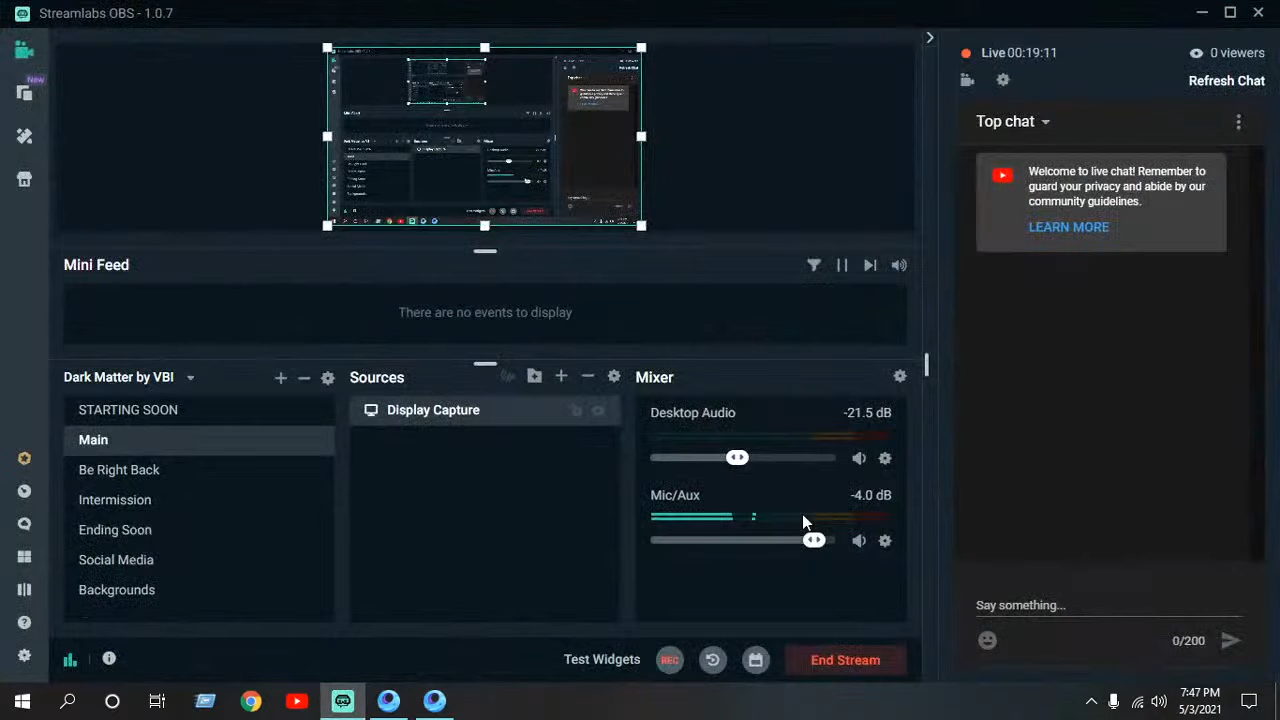 Streamlabs OBS - 1.0.7
Live 00:19:11
0 viewers
New
Refresh Chat
Top chat
Welcome to live chat! Remember to
guard your privacy and abide by our
community guidelines.
LEARN MORE
Mini Feed
There are no events to display
Dark Matter by VBI
Sources
Mixer
STARTING SOON
Main
Be Right Back
Intermission
Ending Soon
Social Media
Backgrounds
Display Capture
Desktop Audio
-21.5 dB
Mic/Aux
-4.0 dB
Say something...
0/200
Test Widgets
REC
End Stream
7:47 PM
5/3/2021